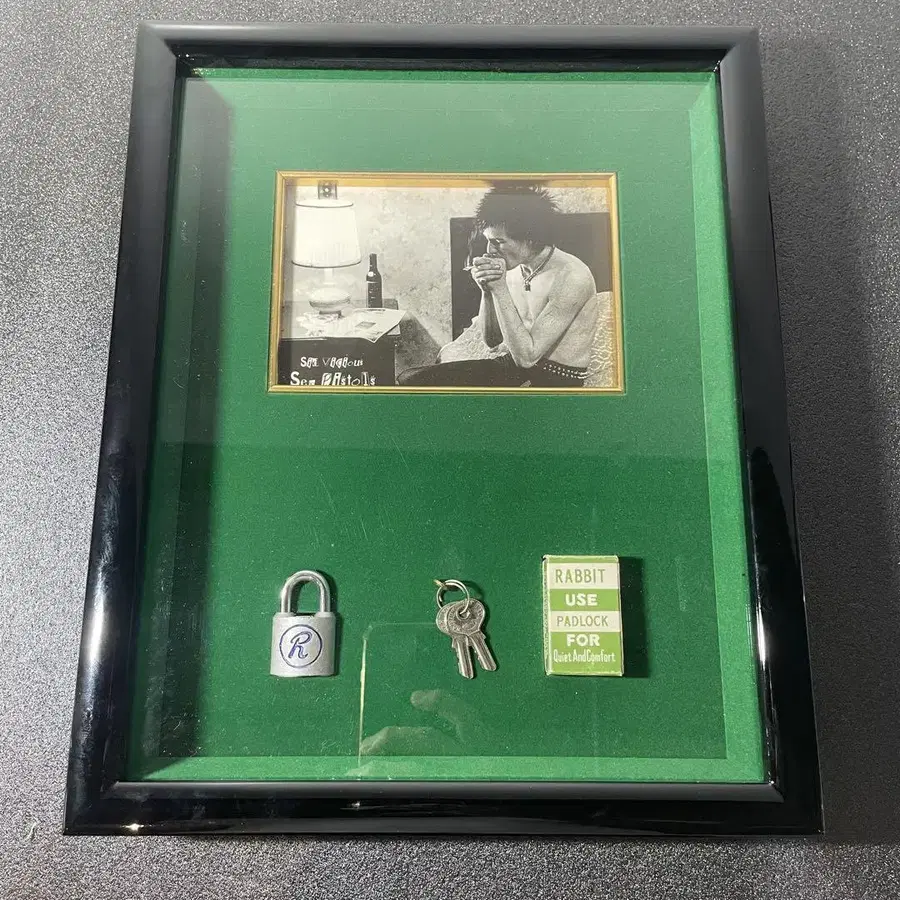 Sid Vicious
Sex Pistols
R
RABBIT
USE
PADLOCK
FOR
Quiet And Comfort